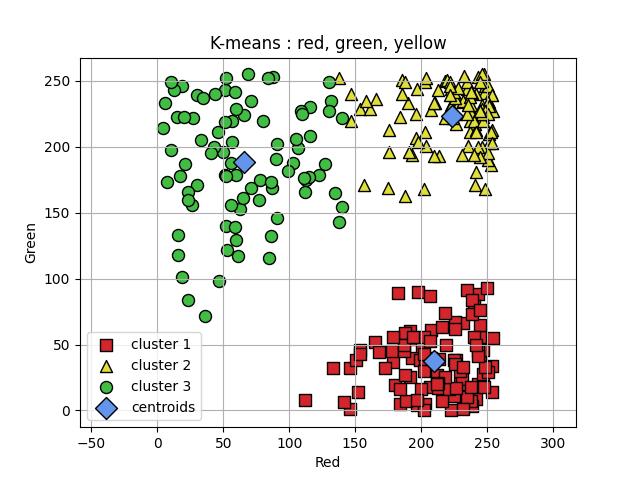 K-means : red, green, yellow
250
200
150
100
50
0
Green
cluster 1
cluster 2
cluster 3
centroids
−50 0 50 100 150 200 250 300
Red